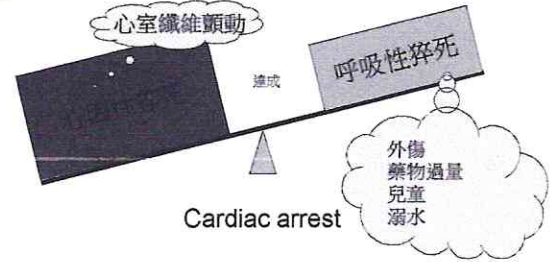 心室纖維顫動
達成
呼吸性猝死
外傷
藥物過量
兒童
溺水
Cardiac arrest